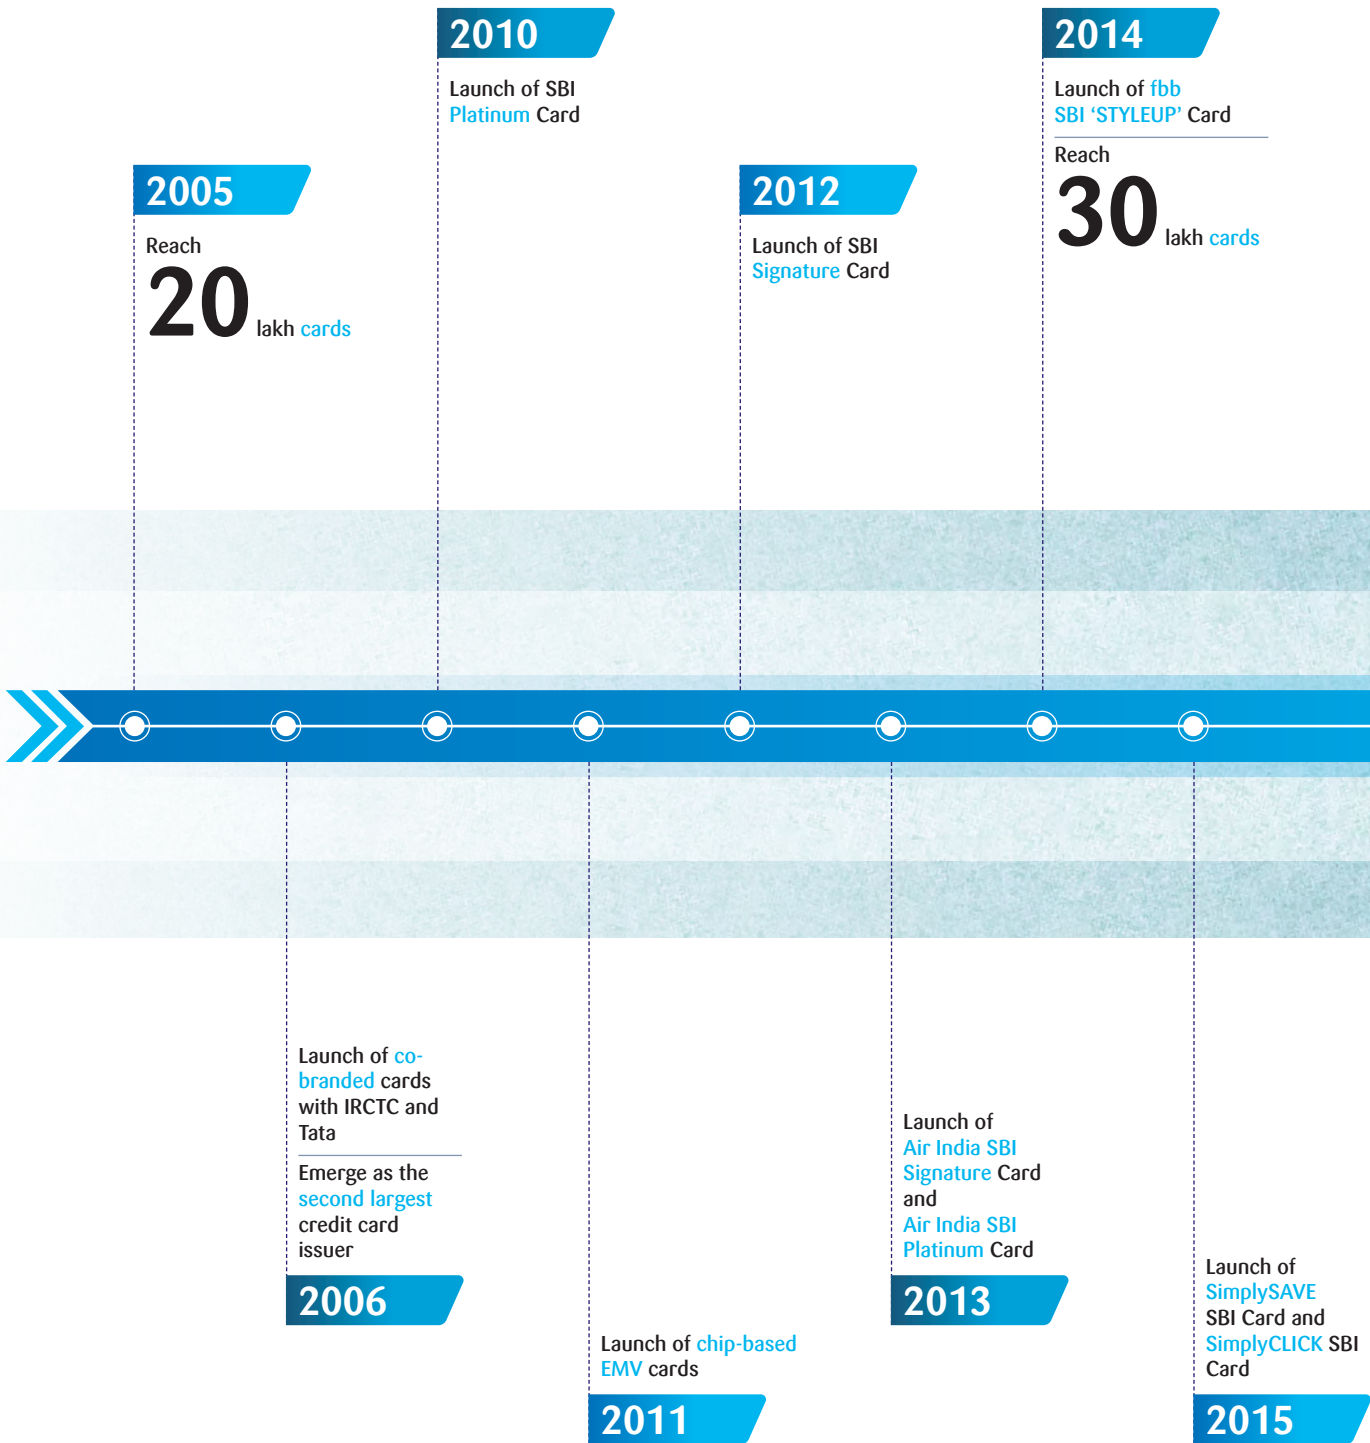 2005
Reach
20 lakh cards
2010
Launch of SBI
Platinum Card
2012
Launch of SBI
Signature Card
2014
Launch of fbb
SBI ‘STYLEUP’ Card
Reach
30 lakh cards
Launch of co-
branded cards
with IRCTC and
Tata
Emerge as the
second largest
credit card
issuer
2006
Launch of chip-based
EMV cards
2011
Launch of
Air India SBI
Signature Card
and
Air India SBI
Platinum Card
2013
Launch of
SimplySAVE
SBI Card and
SimplyCLICK SBI
Card
2015